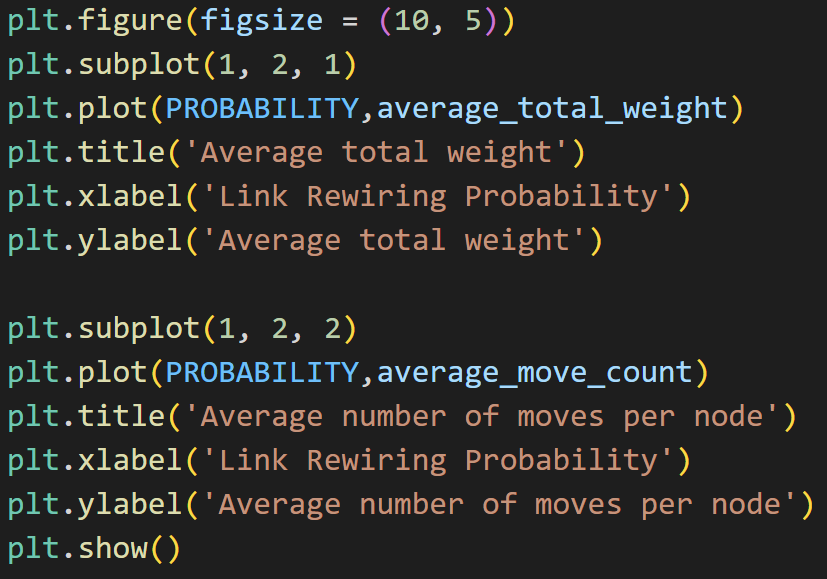 plt.figure(figsize = (10, 5))
plt.subplot(1, 2, 1)
plt.plot(PROBABILITY,average_total_weight)
plt.title('Average total weight')
plt.xlabel('Link Rewiring Probability')
plt.ylabel('Average total weight')

plt.subplot(1, 2, 2)
plt.plot(PROBABILITY,average_move_count)
plt.title('Average number of moves per node')
plt.xlabel('Link Rewiring Probability')
plt.ylabel('Average number of moves per node')
plt.show()